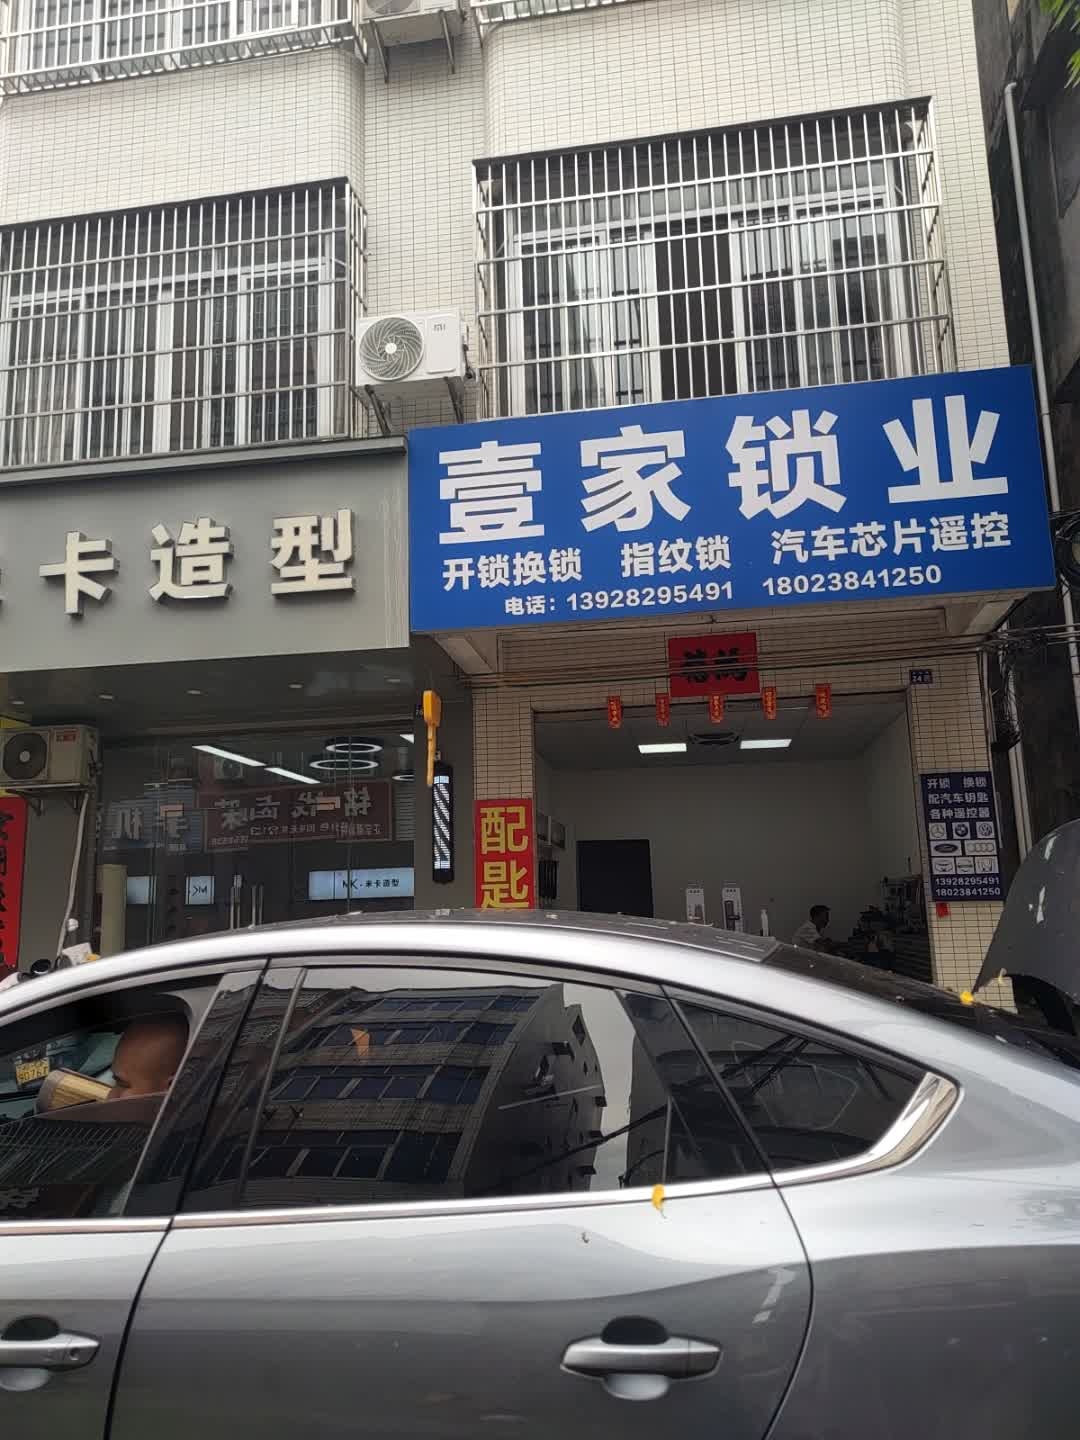 壹家锁业
开锁换锁 指纹锁 汽车芯片遥控
电话：13928295491 18023841250
卡造型
配匙
开锁 换锁
配汽车钥匙
各种遥控器
13928295491
18023841250
MK·米卡造型